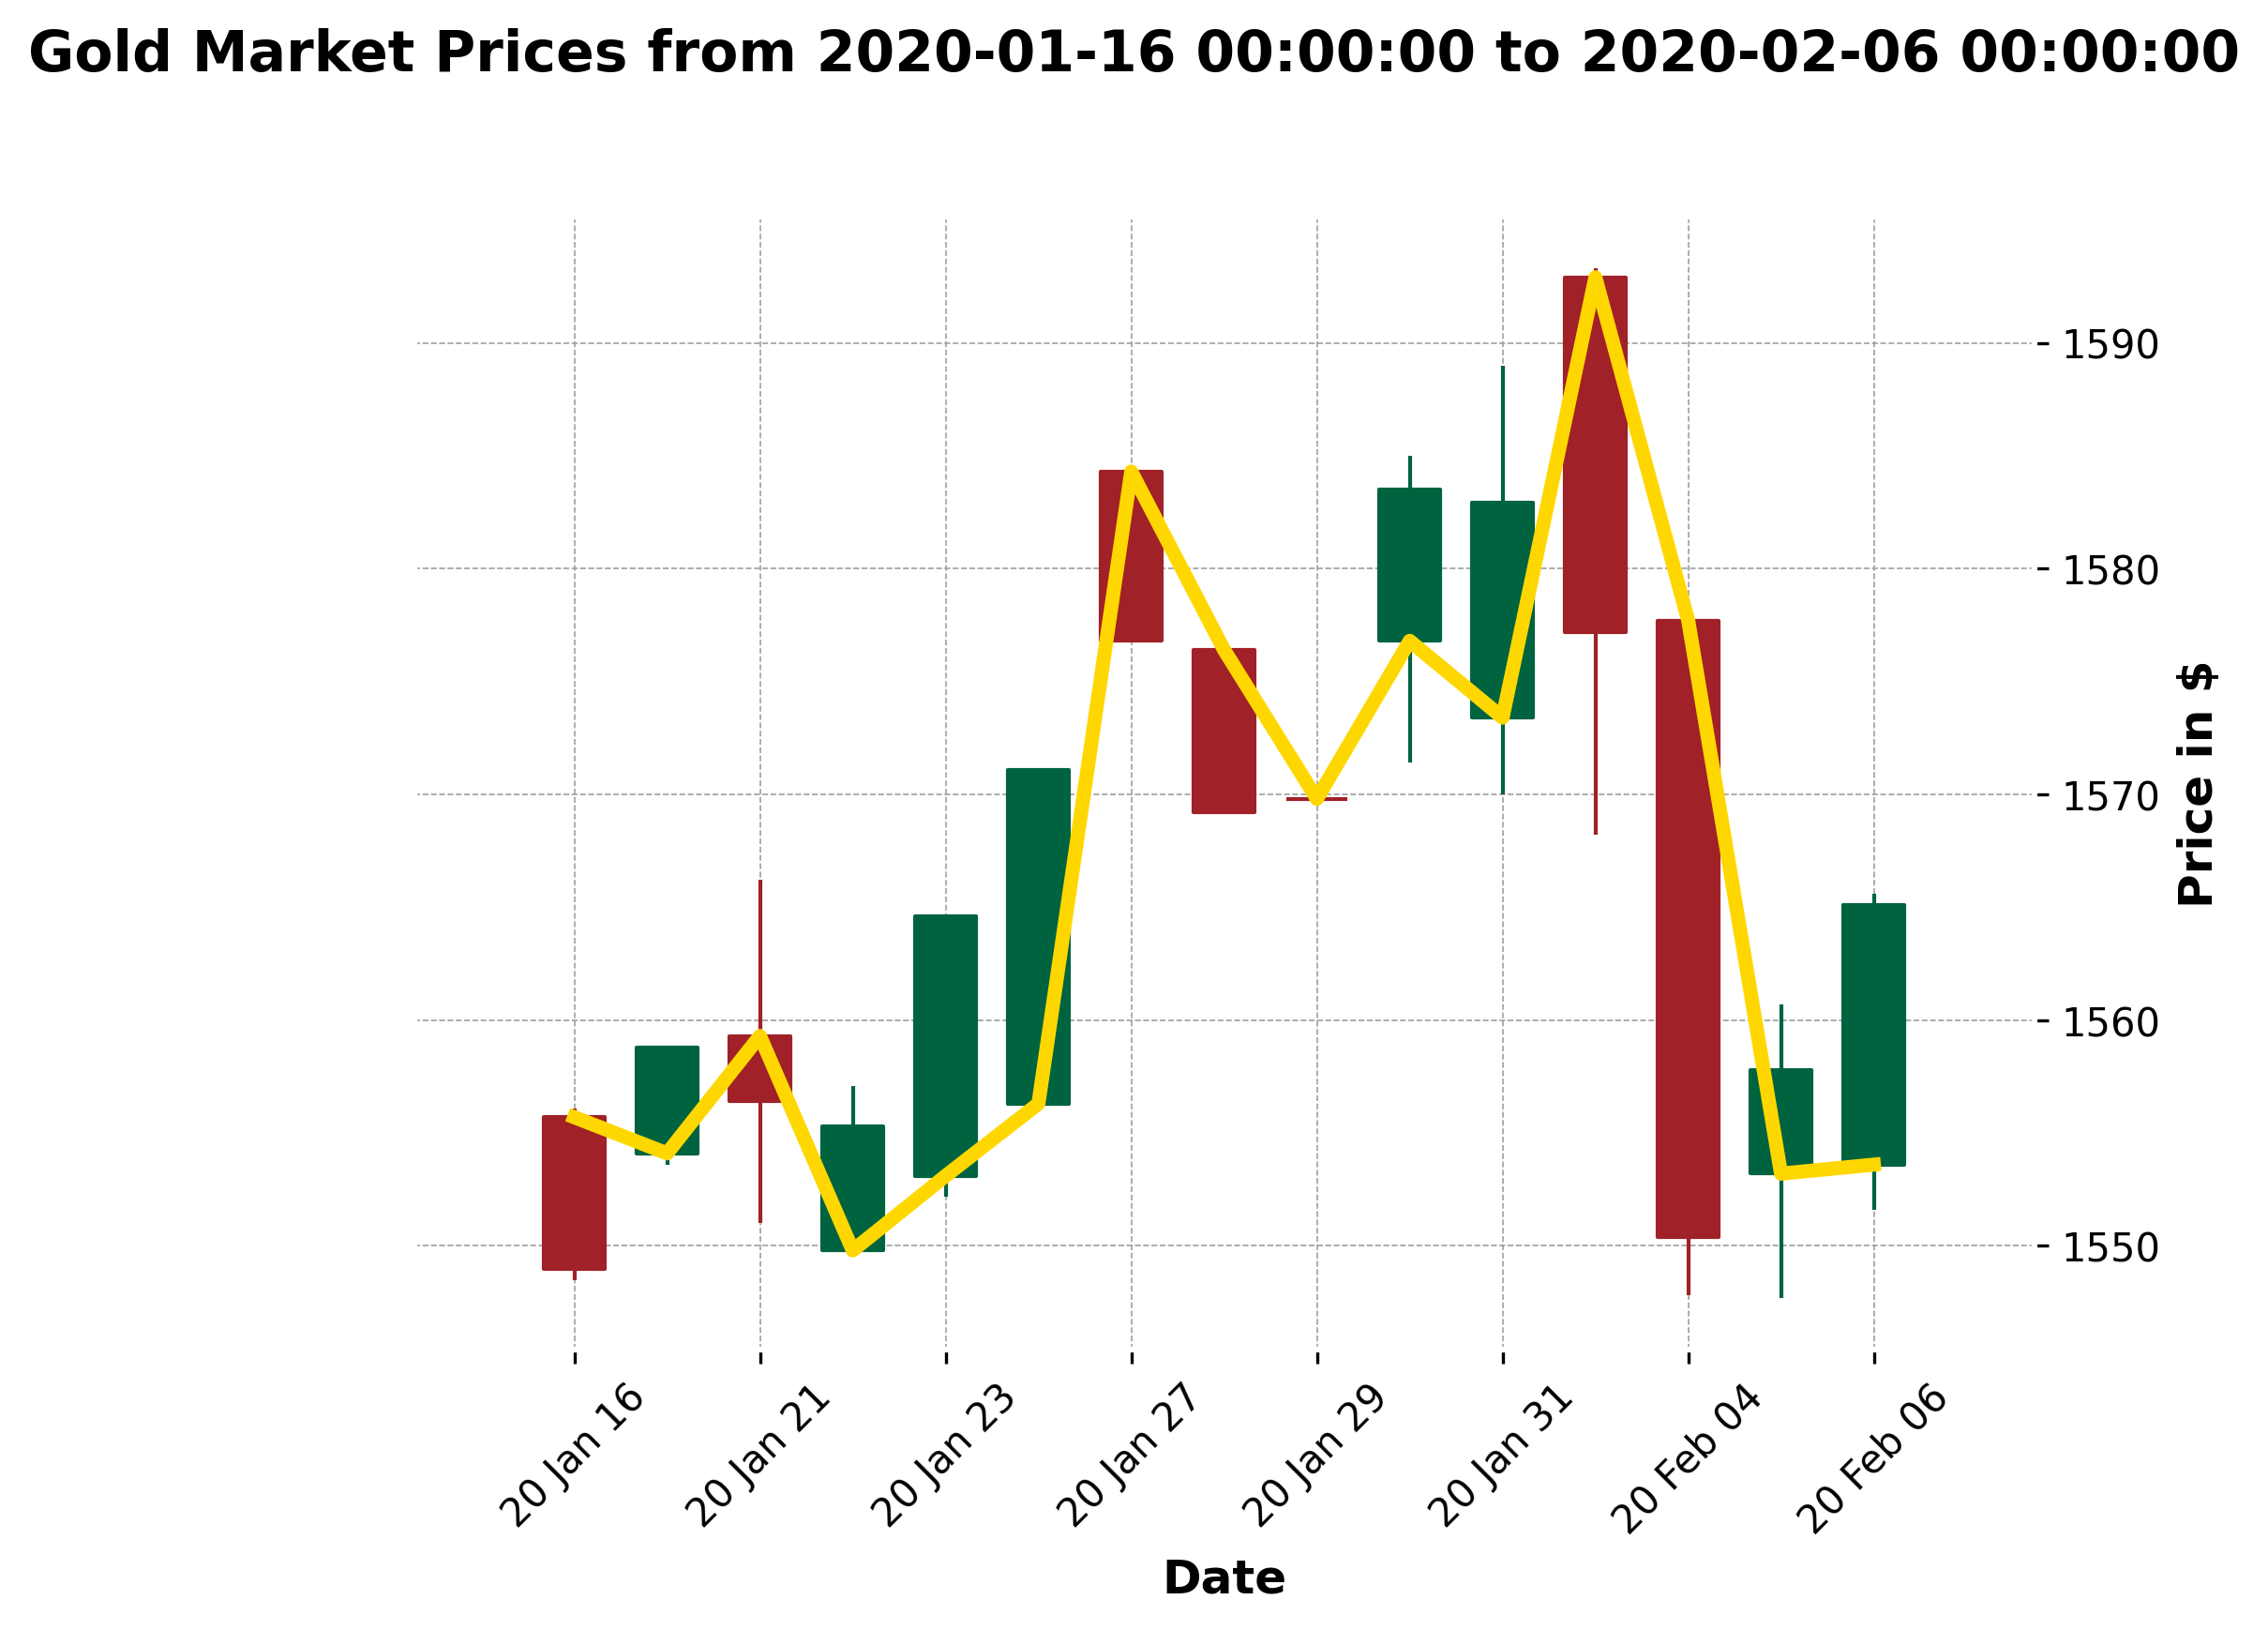 Gold Market Prices from 2020-01-16 00:00:00 to 2020-02-06 00:00:00
1590
1580
1570
1560
1550
Price in $
20 Jan 16
20 Jan 21
20 Jan 23
20 Jan 27
20 Jan 29
20 Jan 31
20 Feb 04
20 Feb 06
Date